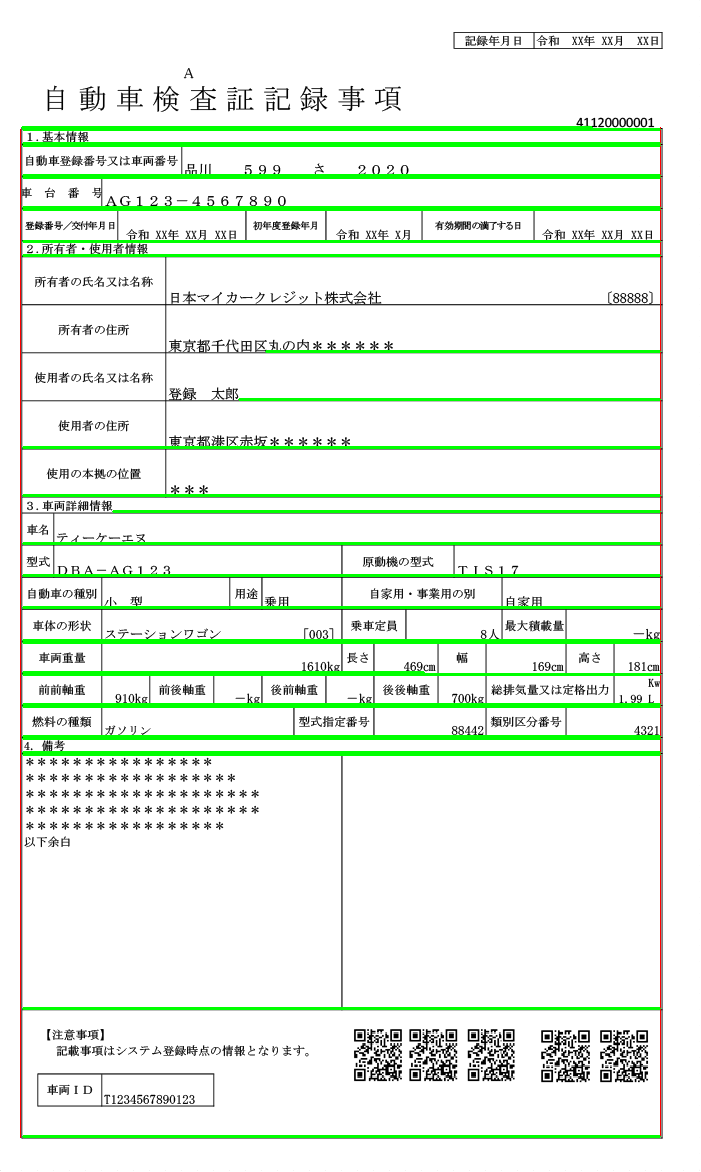 記録年月日 令和 XX年 XX月 XX日
A
自動車検査証記録事項
41120000001
1.基本情報
自動車登録番号又は車両番号 品川 599 さ 2020
車台番号 AG123-4567890
登録番号/交付年月日 令和 XX年 XX月 XX日 初年度登録年月 令和 XX年 X月 有効期間の満了する日 令和 XX年 XX月 XX日
2.所有者・使用者情報
所有者の氏名又は名称 日本マイカークレジット株式会社 〔88888〕
所有者の住所 東京都千代田区丸の内******
使用者の氏名又は名称 登録 太郎
使用者の住所 東京都港区赤坂******
使用の本拠の位置 ***
3.車両詳細情報
車名 ティーケーエヌ
型式 DBA-AG123 原動機の型式 TIS17
自動車の種別 小型 用途 乗用 自家用・事業用の別 自家用
車体の形状 ステーションワゴン [003] 乗車定員 8人 最大積載量 -kg
車両重量 1610kg 長さ 469cm 幅 169cm 高さ 181cm
前前軸重 910kg 前後軸重 -kg 後前軸重 -kg 後後軸重 700kg 総排気量又は定格出力 Kw 1.99 L
燃料の種類 ガソリン 型式指定番号 88442 類別区分番号 4321
4. 備考
****************
******************
********************
********************
*****************
以下余白
【注意事項】
記載事項はシステム登録時点の情報となります。
車両ID T1234567890123